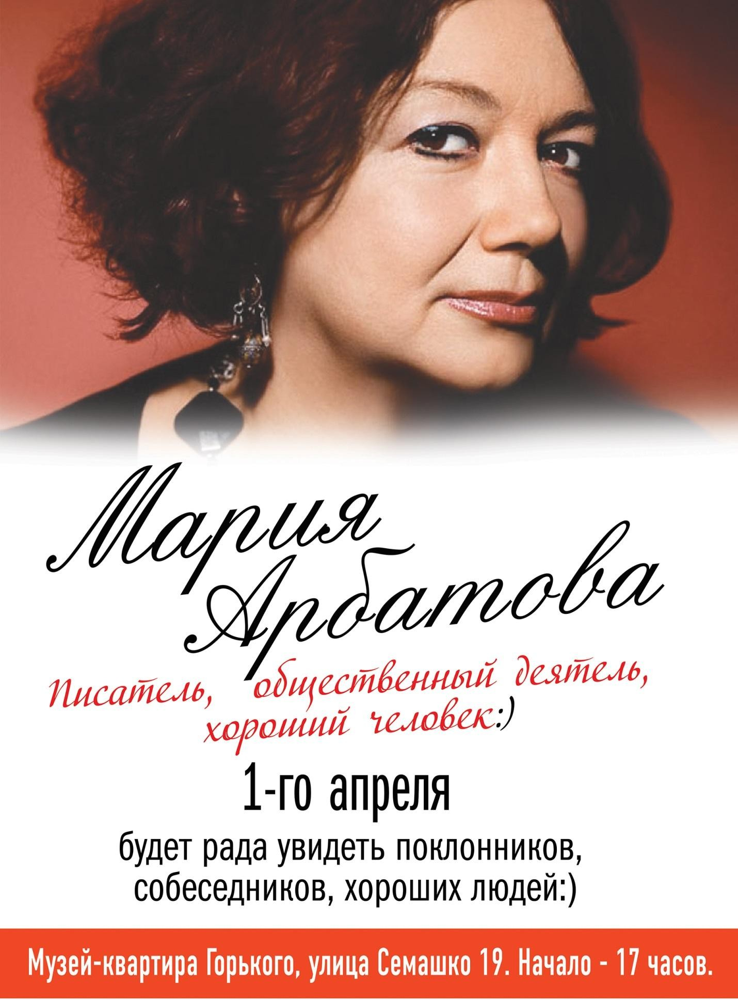 Мария
Арбатова
Писатель, общественный деятель,
хороший человек:)
1-го апреля
будет рада увидеть поклонников,
собеседников, хороших людей:)
Музей-квартира Горького, улица Семашко 19. Начало - 17 часов.